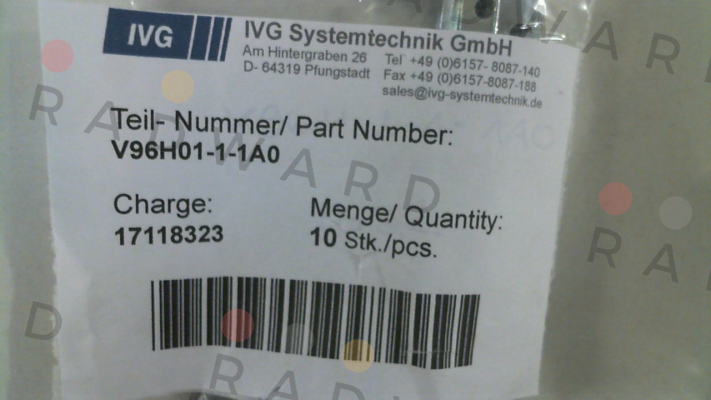 IVG
IVG Systemtechnik GmbH
Am Hintergraben 26
D- 64319 Pfungstadt
Tel +49 (0)6157- 8087-140
Fax +49 (0)6157-8087-188
sales@ivg-systemtechnik.de
Teil- Nummer/ Part Number:
V96H01-1-1A0
Charge:
17118323
Menge/ Quantity:
10 Stk./pcs.
RADWARD
RADWARD